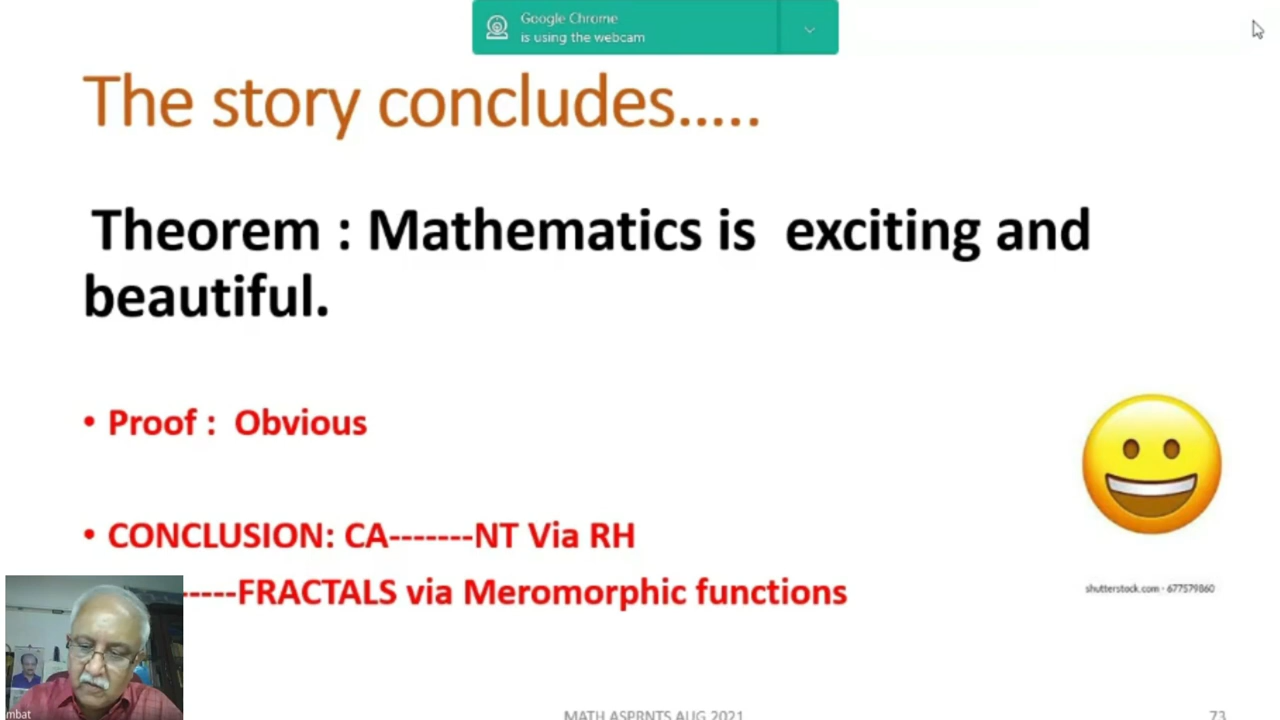 Google Chrome
is using the webcam
The story concludes.....
Theorem : Mathematics is exciting and
beautiful.
• Proof : Obvious
• CONCLUSION: CA-------NT Via RH
-----FRACTALS via Meromorphic functions
shutterstock.com · 677579860
mbat
MATH ASPRNTS AUG 2021
73